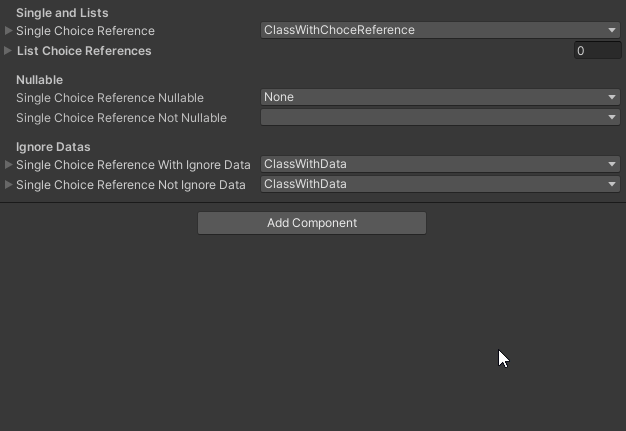 Single and Lists
Single Choice Reference ClassWithChoceReference
List Choice References 0
Nullable
Single Choice Reference Nullable None
Single Choice Reference Not Nullable
Ignore Datas
Single Choice Reference With Ignore Data ClassWithData
Single Choice Reference Not Ignore Data ClassWithData
Add Component